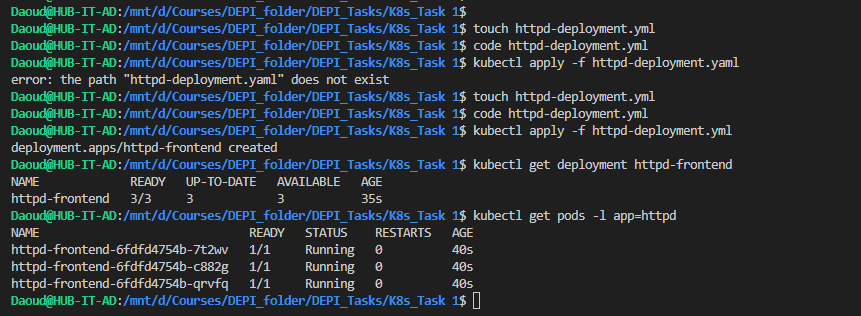 Daoud@HUB-IT-AD:/mnt/d/Courses/DEPI_folder/DEPI_Tasks/K8s_Task 1$
Daoud@HUB-IT-AD:/mnt/d/Courses/DEPI_folder/DEPI_Tasks/K8s_Task 1$ touch httpd-deployment.yml
Daoud@HUB-IT-AD:/mnt/d/Courses/DEPI_folder/DEPI_Tasks/K8s_Task 1$ code httpd-deployment.yml
Daoud@HUB-IT-AD:/mnt/d/Courses/DEPI_folder/DEPI_Tasks/K8s_Task 1$ kubectl apply -f httpd-deployment.yaml
error: the path "httpd-deployment.yaml" does not exist
Daoud@HUB-IT-AD:/mnt/d/Courses/DEPI_folder/DEPI_Tasks/K8s_Task 1$ touch httpd-deployment.yml
Daoud@HUB-IT-AD:/mnt/d/Courses/DEPI_folder/DEPI_Tasks/K8s_Task 1$ code httpd-deployment.yml
Daoud@HUB-IT-AD:/mnt/d/Courses/DEPI_folder/DEPI_Tasks/K8s_Task 1$ kubectl apply -f httpd-deployment.yml
deployment.apps/httpd-frontend created
Daoud@HUB-IT-AD:/mnt/d/Courses/DEPI_folder/DEPI_Tasks/K8s_Task 1$ kubectl get deployment httpd-frontend
NAME             READY   UP-TO-DATE   AVAILABLE   AGE
httpd-frontend   3/3     3            3           35s
Daoud@HUB-IT-AD:/mnt/d/Courses/DEPI_folder/DEPI_Tasks/K8s_Task 1$ kubectl get pods -l app=httpd
NAME                              READY   STATUS    RESTARTS   AGE
httpd-frontend-6fdfd4754b-7t2wv   1/1     Running   0          40s
httpd-frontend-6fdfd4754b-c882g   1/1     Running   0          40s
httpd-frontend-6fdfd4754b-qrvfq   1/1     Running   0          40s
Daoud@HUB-IT-AD:/mnt/d/Courses/DEPI_folder/DEPI_Tasks/K8s_Task 1$